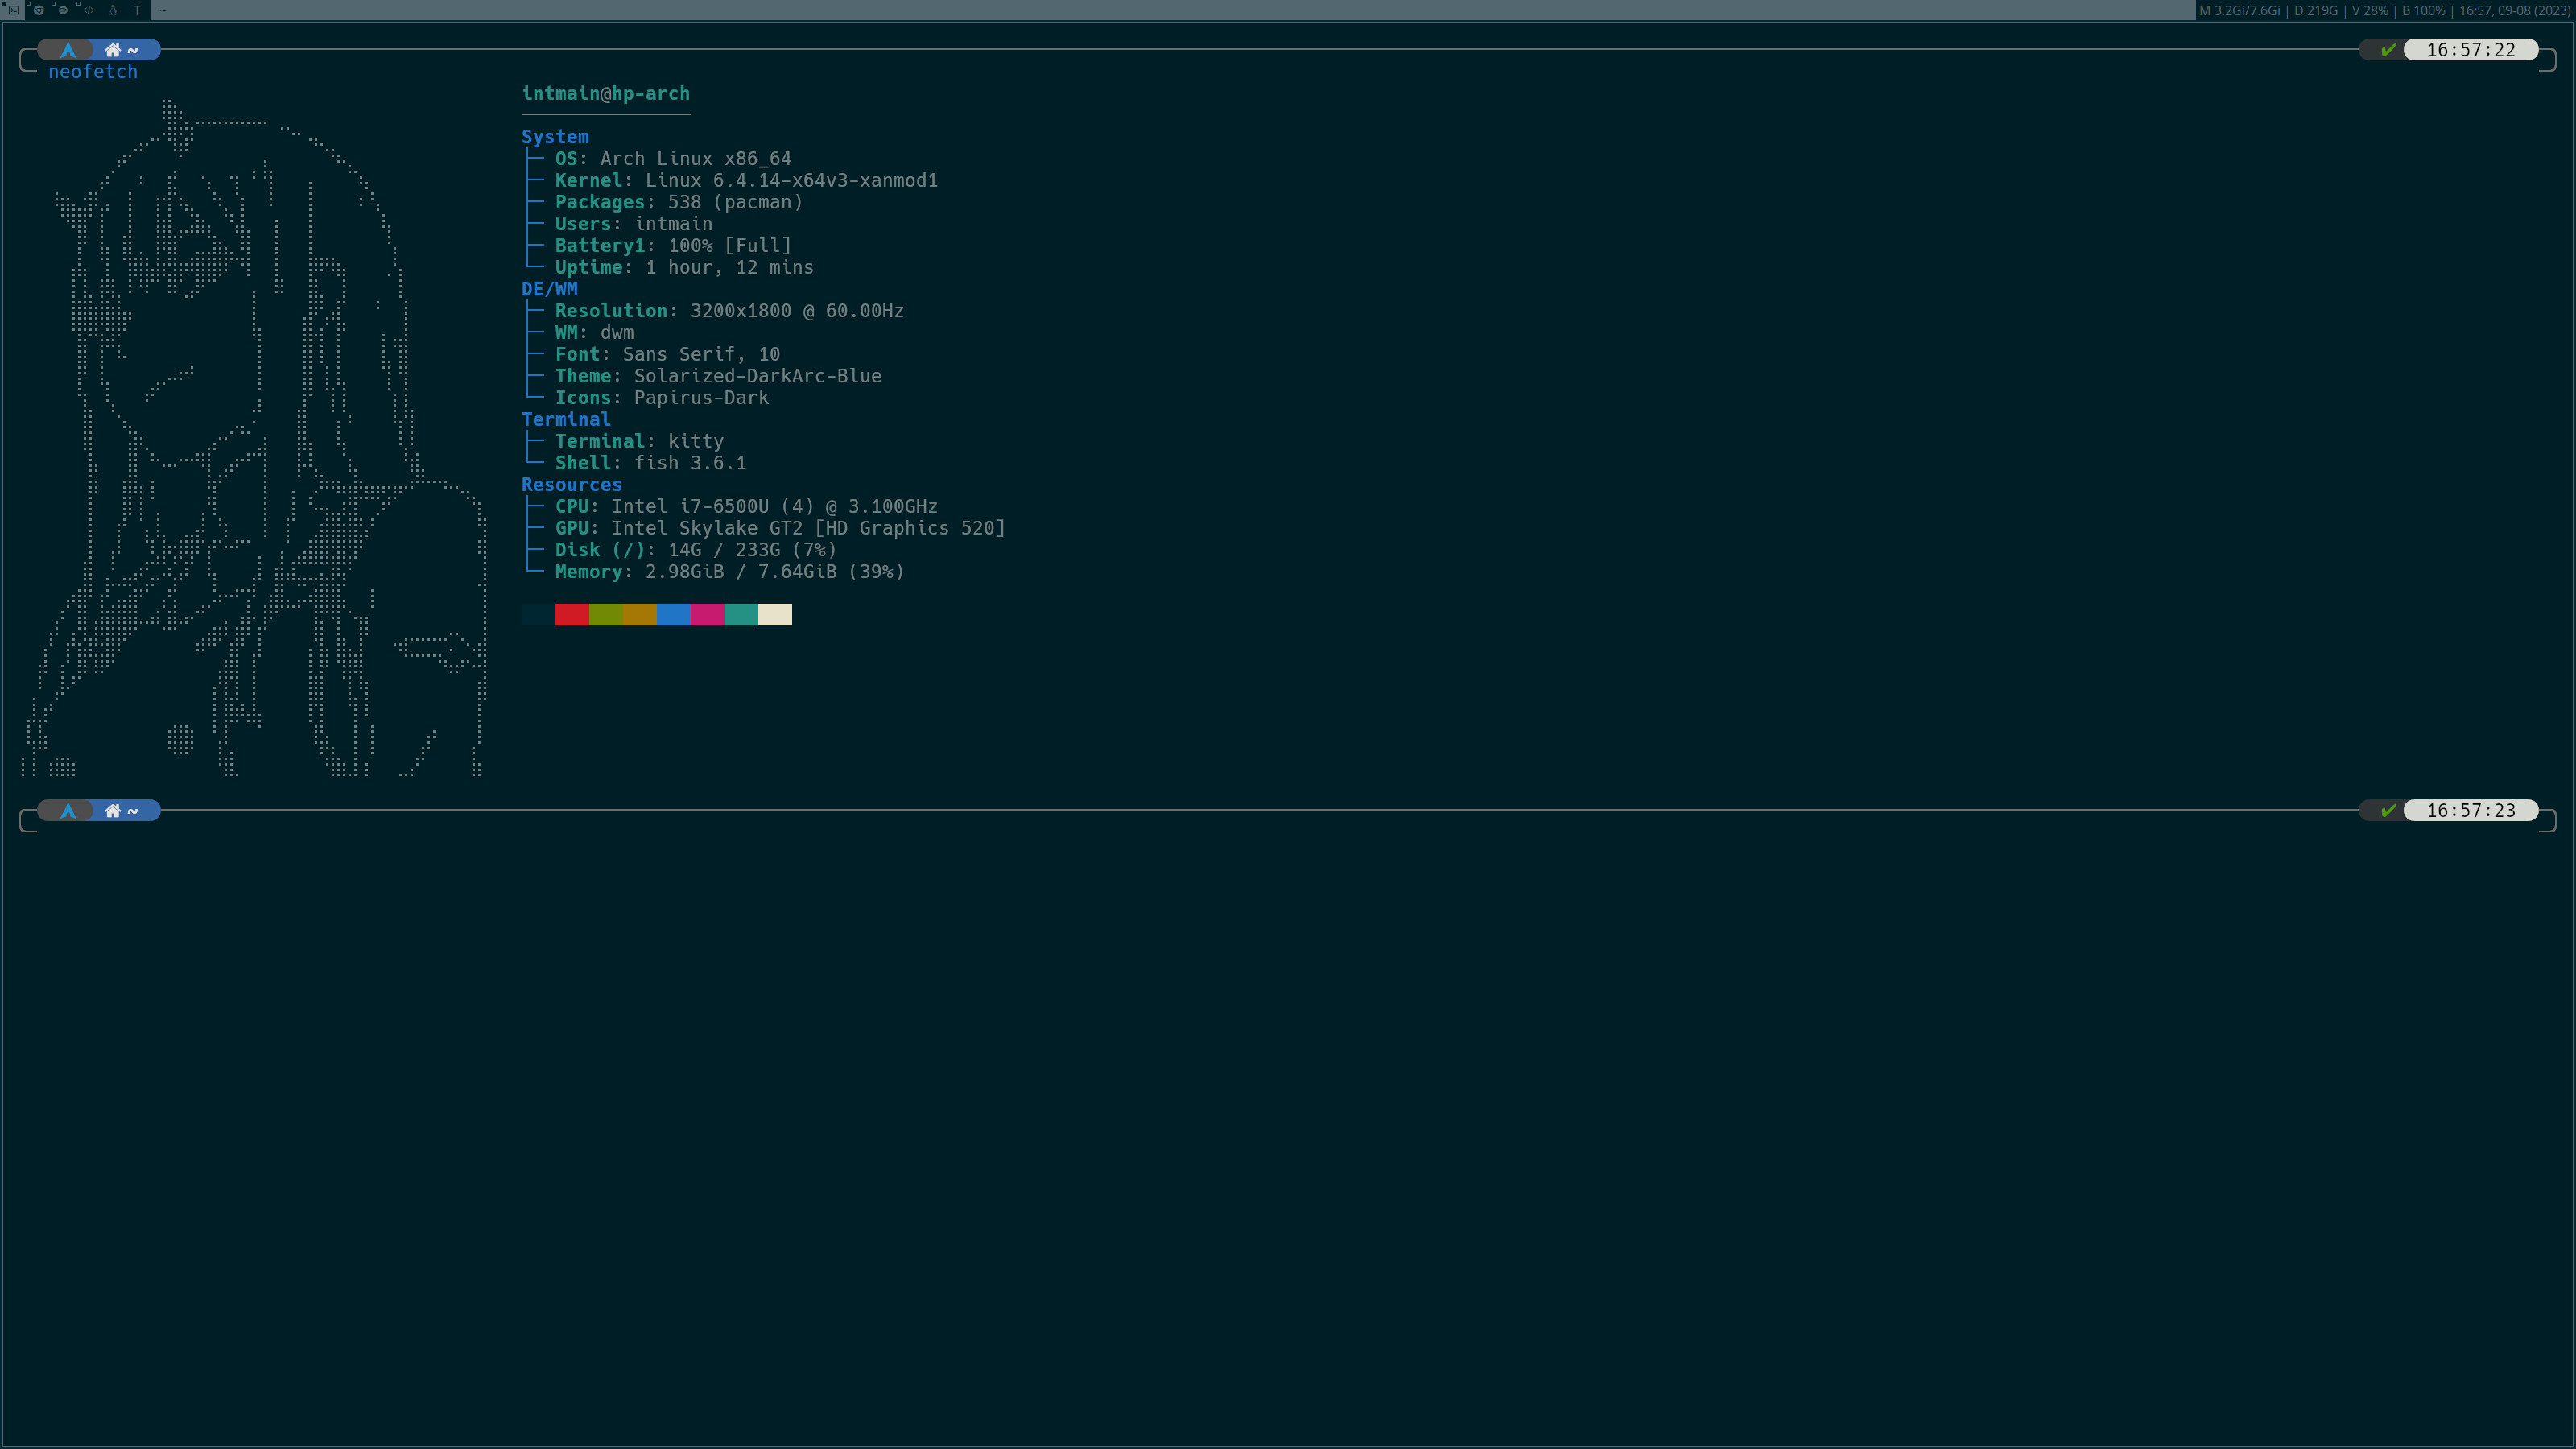 </> T ~ M 3.2Gi/7.6Gi | D 219G | V 28% | B 100% | 16:57, 09-08 (2023)
~ ✔ 16:57:22
neofetch
intmain@hp-arch
System
OS: Arch Linux x86_64
Kernel: Linux 6.4.14-x64v3-xanmod1
Packages: 538 (pacman)
Users: intmain
Battery1: 100% [Full]
Uptime: 1 hour, 12 mins
DE/WM
Resolution: 3200x1800 @ 60.00Hz
WM: dwm
Font: Sans Serif, 10
Theme: Solarized-DarkArc-Blue
Icons: Papirus-Dark
Terminal
Terminal: kitty
Shell: fish 3.6.1
Resources
CPU: Intel i7-6500U (4) @ 3.100GHz
GPU: Intel Skylake GT2 [HD Graphics 520]
Disk (/): 14G / 233G (7%)
Memory: 2.98GiB / 7.64GiB (39%)
~ ✔ 16:57:23